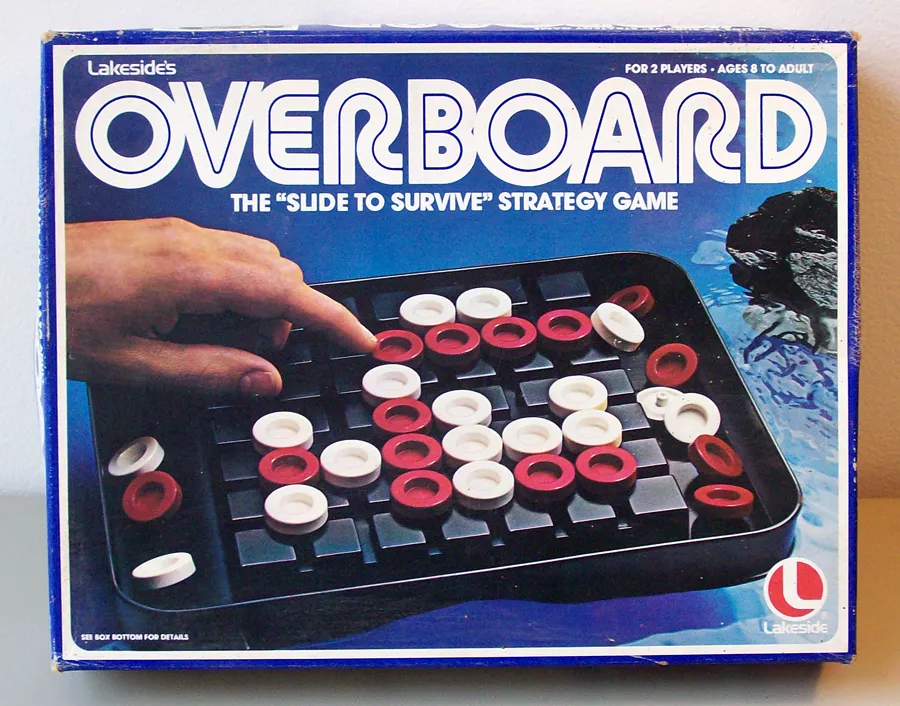 Lakeside's
FOR 2 PLAYERS • AGES 8 TO ADULT
OVERBOARD
THE "SLIDE TO SURVIVE" STRATEGY GAME
SEE BOX BOTTOM FOR DETAILS
L
Lakeside